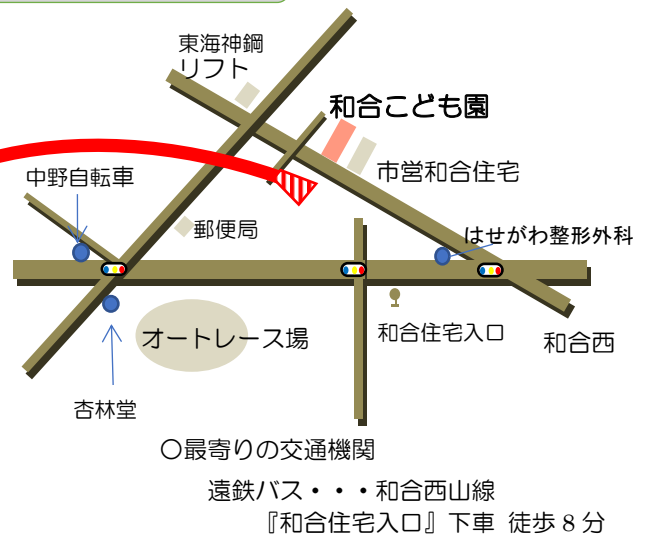 東海神鋼
リフト
和合こども園
中野自転車
市営和合住宅
郵便局
はせがわ整形外科
オートレース場
和合住宅入口
和合西
杏林堂
〇最寄りの交通機関
遠鉄バス・・・和合西山線
『和合住宅入口』下車 徒歩８分